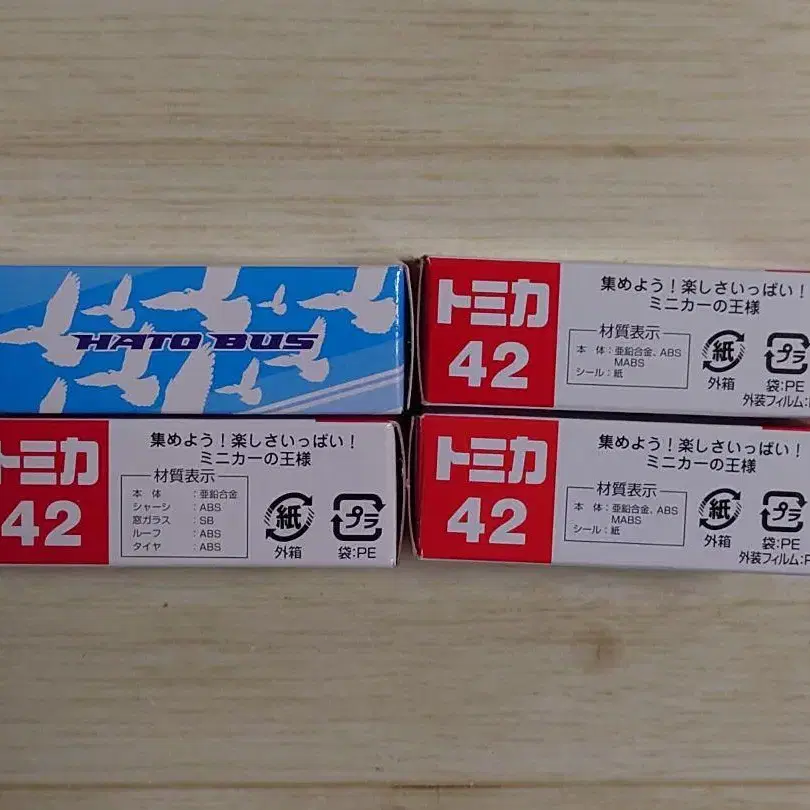 HATO BUS
トミカ
42
集めよう！楽しさいっぱい！
ミニカーの王様
材質表示
本 体：亜鉛合金、ABS
MABS
シール：紙
紙
外箱
プラ
袋：PE
外装フィルム：
トミカ
42
集めよう！楽しさいっぱい！
ミニカーの王様
材質表示
本 体：亜鉛合金
シャーシ：ABS
窓ガラス：SB
ルーフ：ABS
タイヤ：ABS
紙
外箱
プラ
袋：PE
トミカ
42
集めよう！楽しさいっぱい！
ミニカーの王様
材質表示
本 体：亜鉛合金、ABS
MABS
シール：紙
紙
外箱
プラ
袋：PE
外装フィルム：